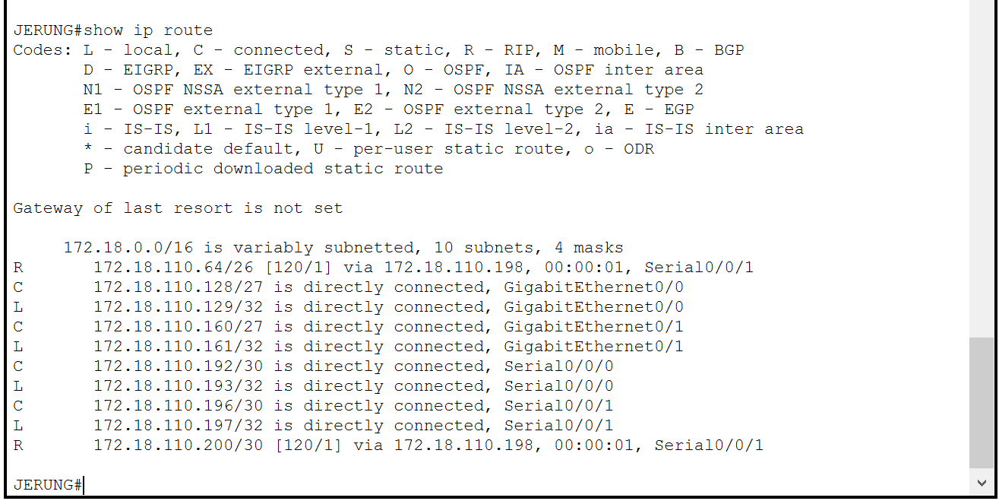 JERUNG#show ip route
Codes: L - local, C - connected, S - static, R - RIP, M - mobile, B - BGP
       D - EIGRP, EX - EIGRP external, O - OSPF, IA - OSPF inter area
       N1 - OSPF NSSA external type 1, N2 - OSPF NSSA external type 2
       E1 - OSPF external type 1, E2 - OSPF external type 2, E - EGP
       i - IS-IS, L1 - IS-IS level-1, L2 - IS-IS level-2, ia - IS-IS inter area
       * - candidate default, U - per-user static route, o - ODR
       P - periodic downloaded static route
Gateway of last resort is not set
     172.18.0.0/16 is variably subnetted, 10 subnets, 4 masks
R       172.18.110.64/26 [120/1] via 172.18.110.198, 00:00:01, Serial0/0/1
C       172.18.110.128/27 is directly connected, GigabitEthernet0/0
L       172.18.110.129/32 is directly connected, GigabitEthernet0/0
C       172.18.110.160/27 is directly connected, GigabitEthernet0/1
L       172.18.110.161/32 is directly connected, GigabitEthernet0/1
C       172.18.110.192/30 is directly connected, Serial0/0/0
L       172.18.110.193/32 is directly connected, Serial0/0/0
C       172.18.110.196/30 is directly connected, Serial0/0/1
L       172.18.110.197/32 is directly connected, Serial0/0/1
R       172.18.110.200/30 [120/1] via 172.18.110.198, 00:00:01, Serial0/0/1
JERUNG#